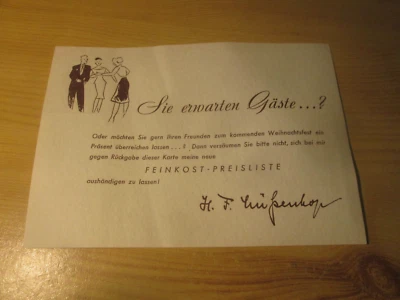 Sie erwarten Gäste...?
Oder möchten Sie gern Ihren Freunden zum kommenden Weihnachtsfest ein
Präsent überreichen lassen...? Dann versäumen Sie bitte nicht, sich bei mir
gegen Rückgabe dieser Karte meine neue
FEINKOST-PREISLISTE
aushändigen zu lassen!
H. F.